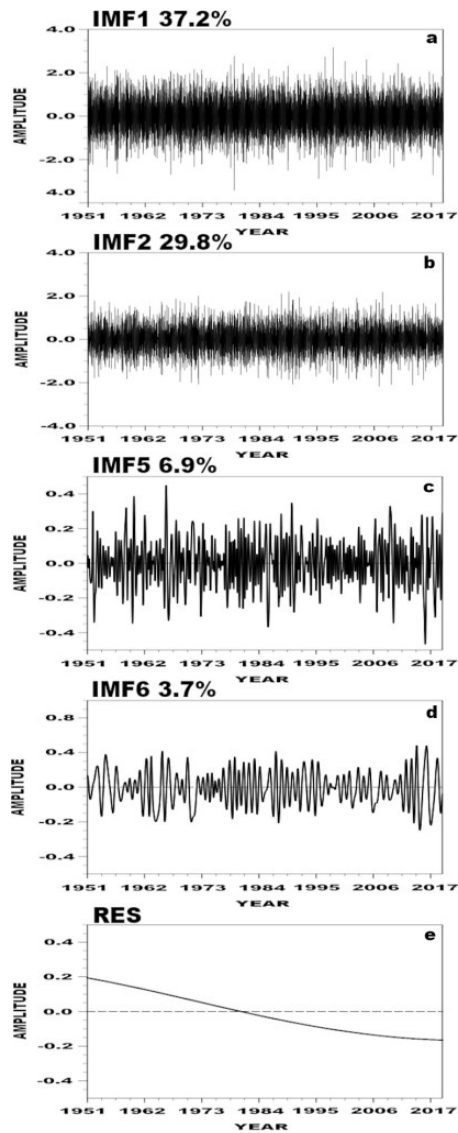 IMF1 37.2%
a
4.0
2.0
0.0
-2.0
4.0
AMPLITUDE
1951 1962 1973 1984 1995 2006 2017
YEAR
IMF2 29.8%
b
4.0
2.0
0.0
-2.0
-4.0
AMPLITUDE
1951 1962 1973 1984 1995 2006 2017
YEAR
IMF5 6.9%
c
0.4
0.2
0.0
-0.2
-0.4
AMPLITUDE
1951 1962 1973 1984 1995 2006 2017
YEAR
IMF6 3.7%
d
0.8
0.4
0.0
-0.2
-0.4
AMPLITUDE
1951 1962 1973 1984 1995 2006 2017
YEAR
RES
e
0.4
0.2
0.0
-0.2
-0.4
AMPLITUDE
1951 1962 1973 1984 1995 2006 2017
YEAR